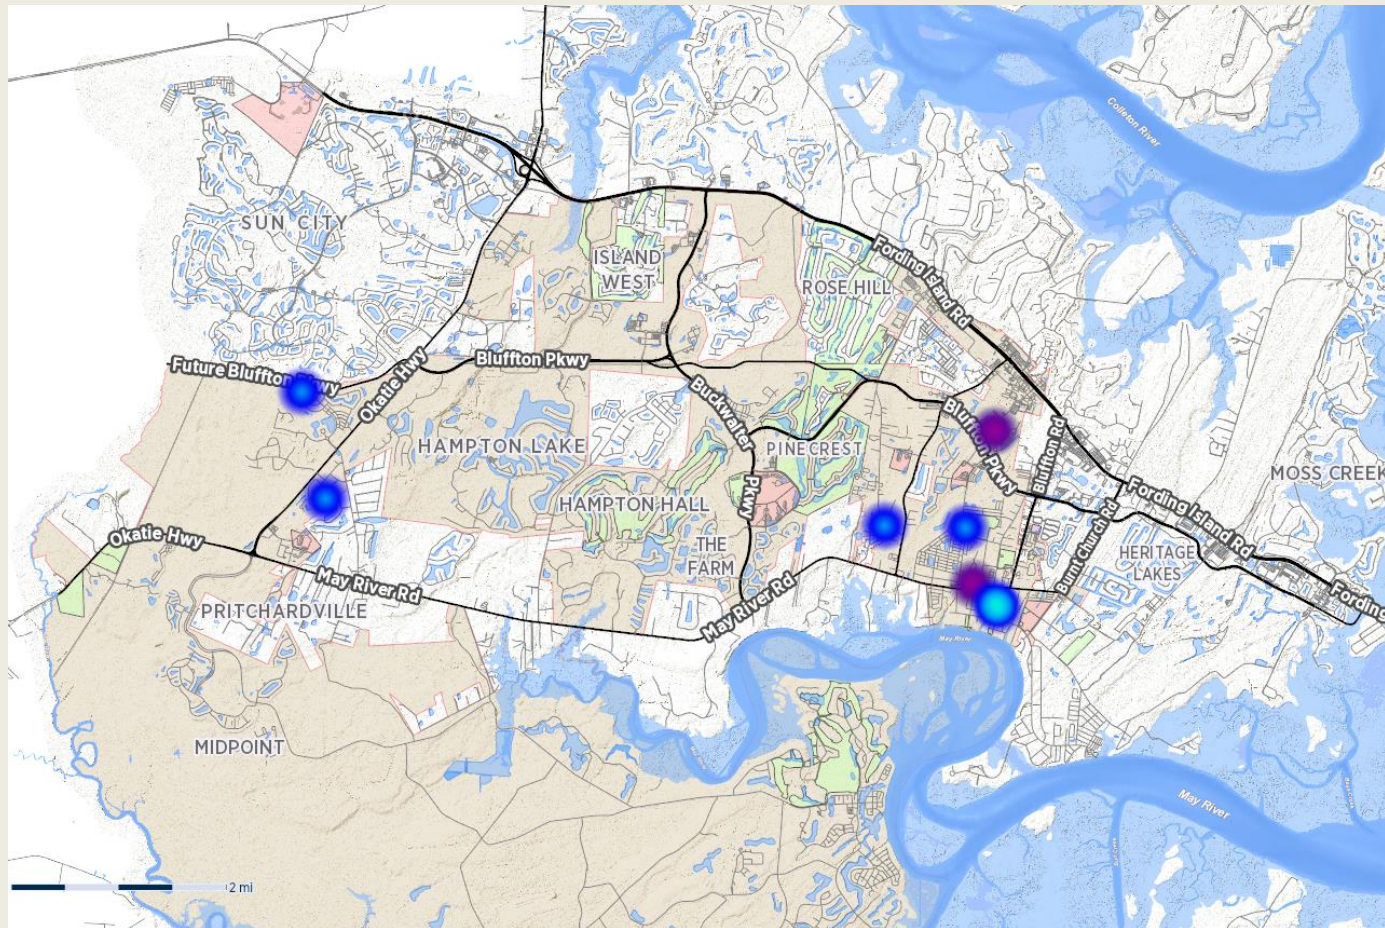 Colleton River
SUN CITY
ISLAND
WEST
Fording Island Rd
ROSE HILL
Future Bluffton Pkwy
Okatie Hwy
Bluffton Pkwy
Buckwalter
Pkwy
HAMPTON LAKE
PINECREST
Bluffton Pkwy
Bluffton Rd
MOSS CREEK
HAMPTON HALL
Fording Island Rd
Okatie Hwy
THE
FARM
Burnt Church Rd
HERITAGE
LAKES
May River Rd
May River Rd
Fording
PRITCHARDVILLE
May River
MIDPOINT
May River
2 mi